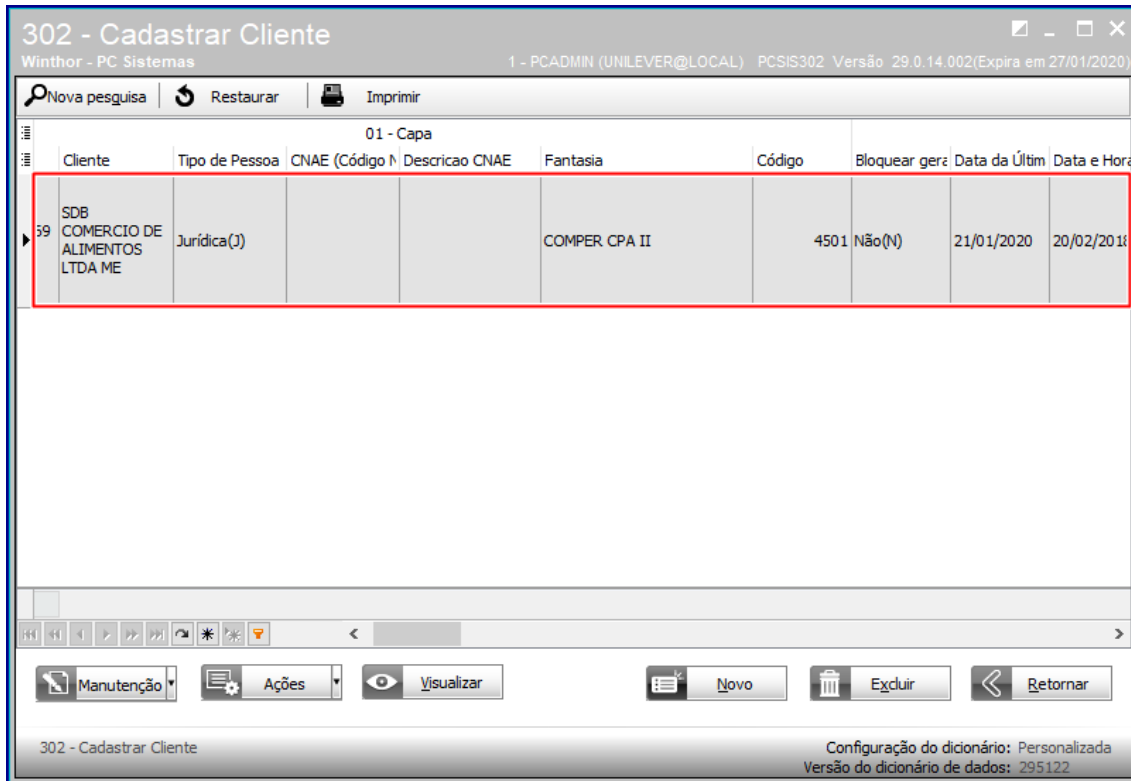 302 - Cadastrar Cliente
Winthor - PC Sistemas 1 - PCADMIN (UNILEVER@LOCAL) PCSIS302 Versão 29.0.14.002(Expira em 27/01/2020)
Nova pesquisa Restaurar Imprimir
01 - Capa
Cliente Tipo de Pessoa CNAE (Código N Descricao CNAE Fantasia Código Bloquear gera Data da Últim Data e Hora
59 SDB COMERCIO DE ALIMENTOS LTDA ME Jurídica(J) COMPER CPA II 4501 Não(N) 21/01/2020 20/02/2018
Manutenção Ações Visualizar Novo Excluir Retornar
302 - Cadastrar Cliente Configuração do dicionário: Personalizada
Versão do dicionário de dados: 295122